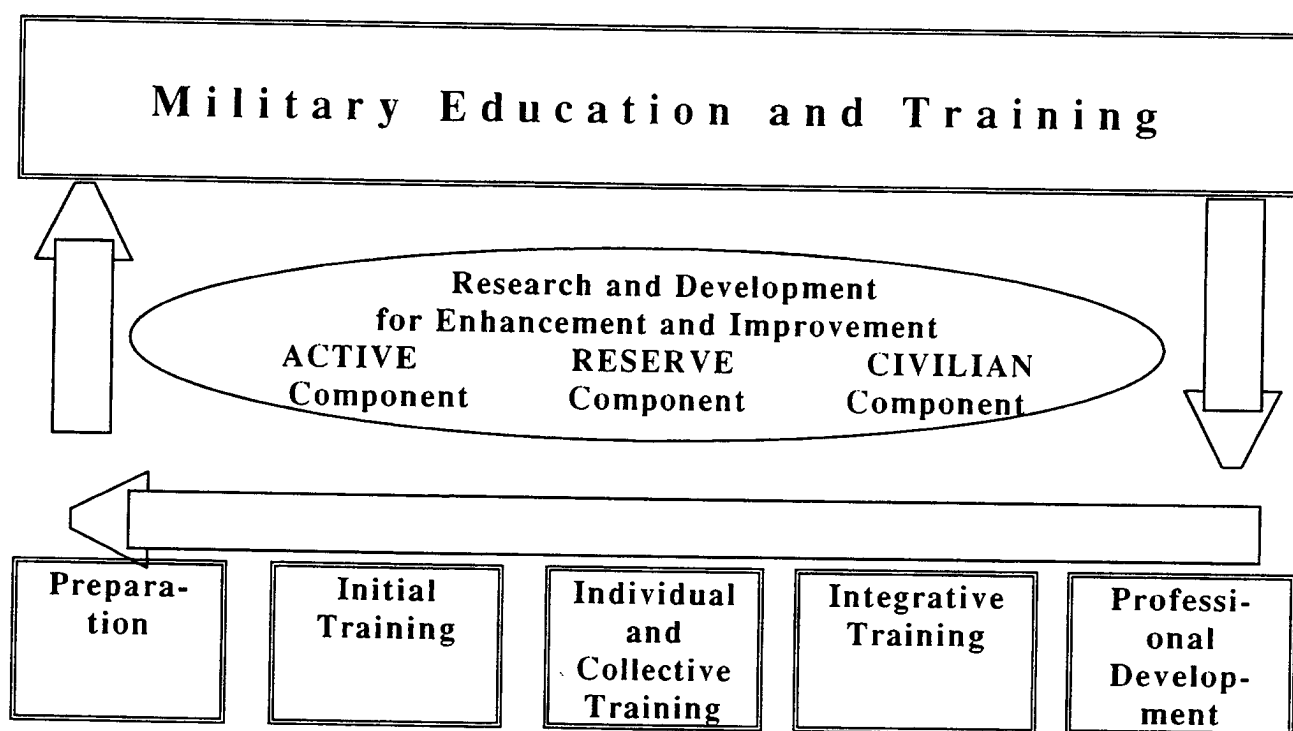 Military Education and Training
Research and Development
for Enhancement and Improvement
ACTIVE RESERVE CIVILIAN
Component Component Component
Prepara-
tion
Initial
Training
Individual
and
Collective
Training
Integrative
Training
Professi-
onal
Develop-
ment